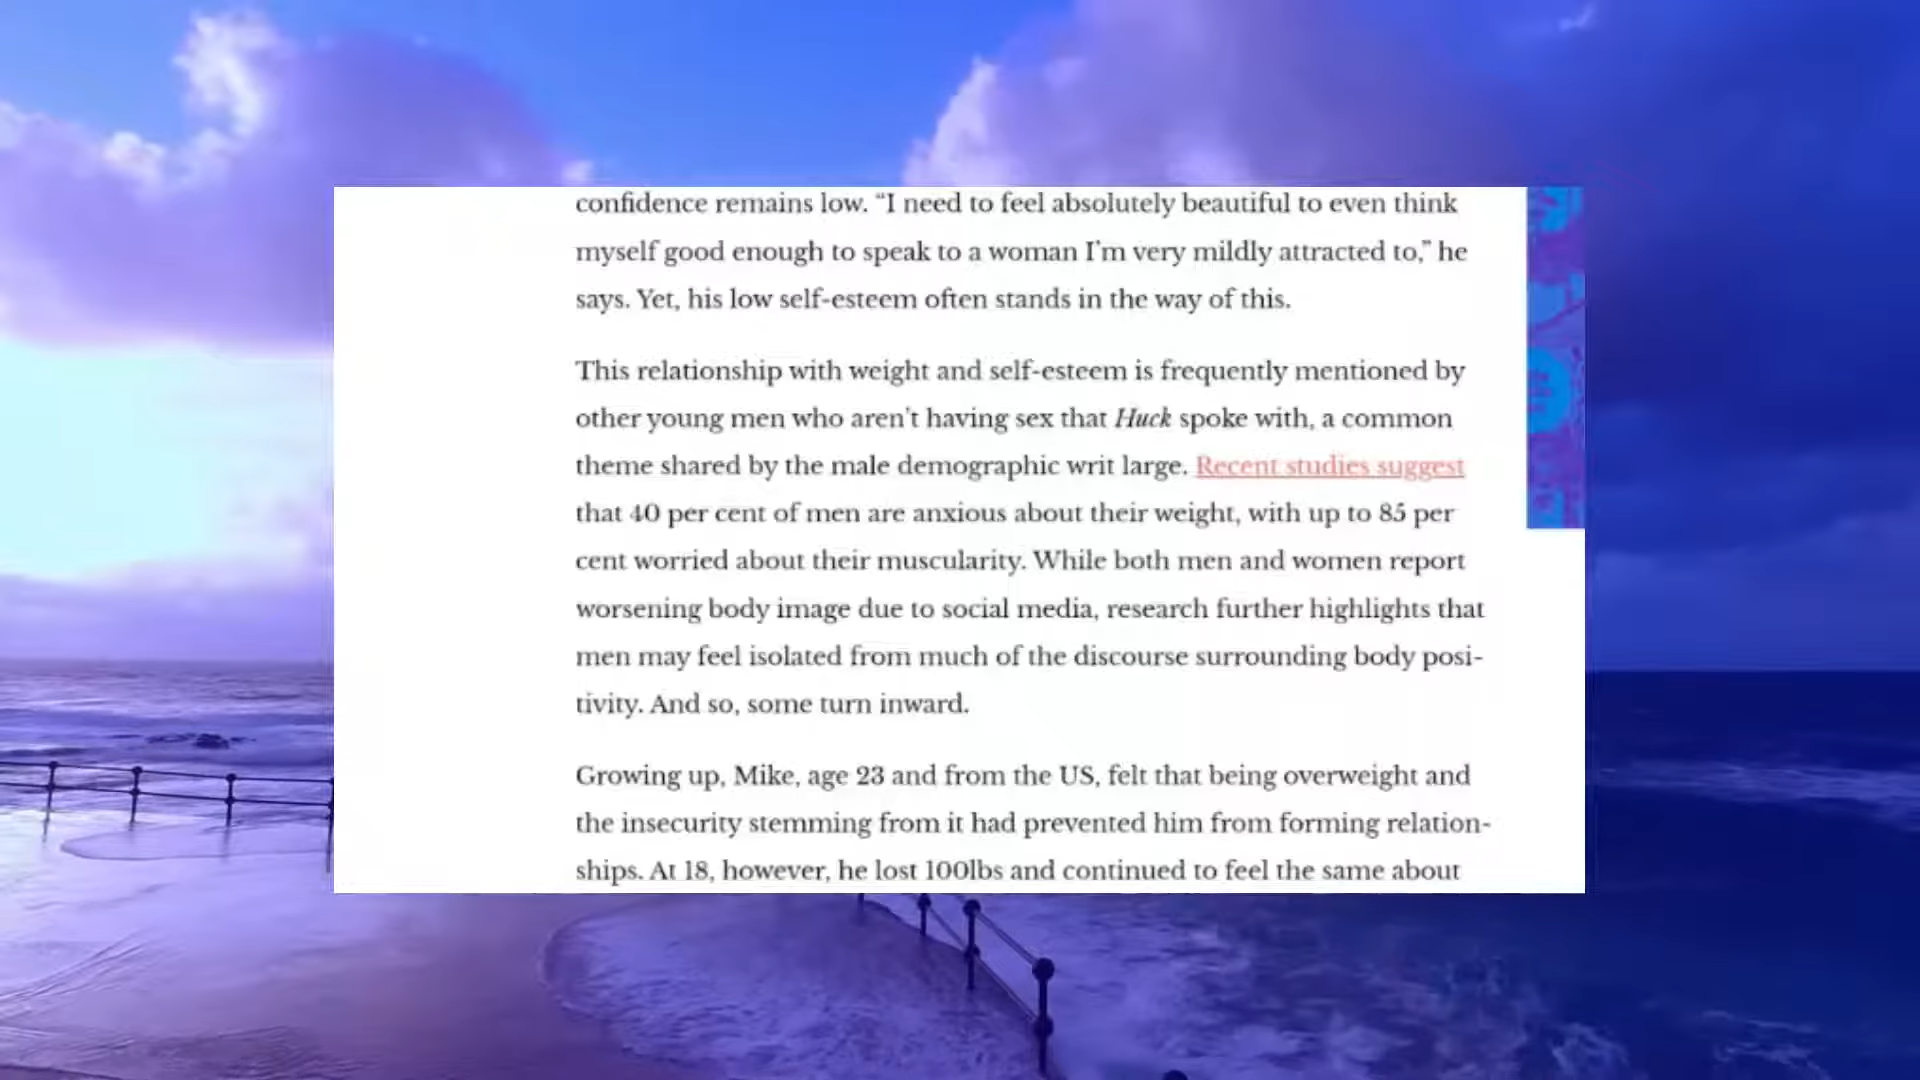 confidence remains low. “I need to feel absolutely beautiful to even think
myself good enough to speak to a woman I’m very mildly attracted to,” he
says. Yet, his low self-esteem often stands in the way of this.
This relationship with weight and self-esteem is frequently mentioned by
other young men who aren’t having sex that Huck spoke with, a common
theme shared by the male demographic writ large. Recent studies suggest
that 40 per cent of men are anxious about their weight, with up to 85 per
cent worried about their muscularity. While both men and women report
worsening body image due to social media, research further highlights that
men may feel isolated from much of the discourse surrounding body posi-
tivity. And so, some turn inward.
Growing up, Mike, age 23 and from the US, felt that being overweight and
the insecurity stemming from it had prevented him from forming relation-
ships. At 18, however, he lost 100lbs and continued to feel the same about